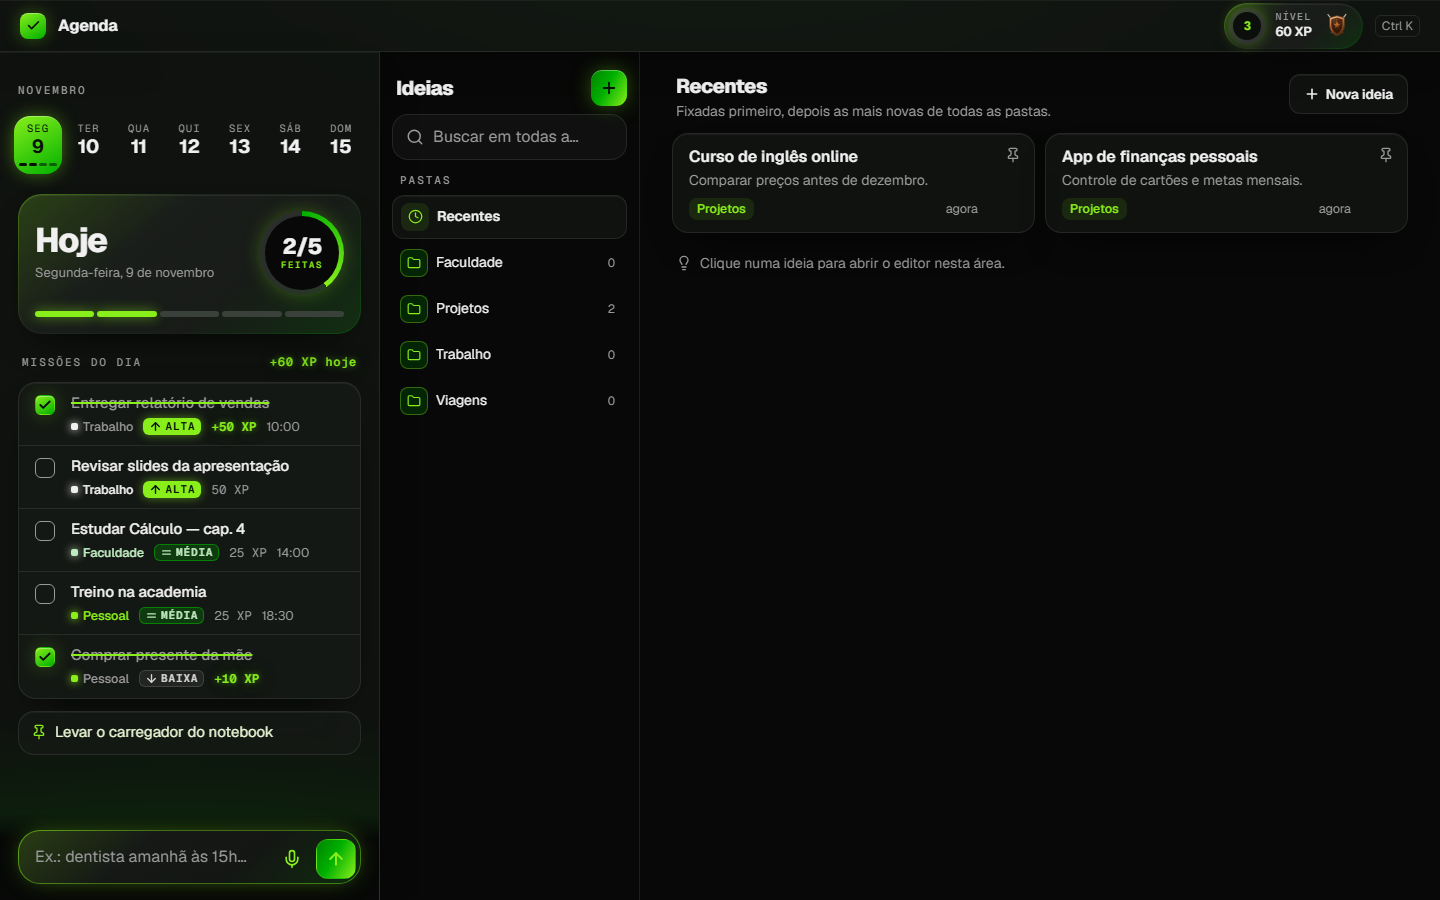 Agenda
3
NÍVEL
60 XP
Ctrl K
NOVEMBRO
SEG TER QUA QUI SEX SÁB DOM
9 10 11 12 13 14 15
Hoje
Segunda-feira, 9 de novembro
2/5
FEITAS
MISSÕES DO DIA +60 XP hoje
Entregar relatório de vendas
Trabalho ALTA +50 XP 10:00
Revisar slides da apresentação
Trabalho ALTA 50 XP
Estudar Cálculo — cap. 4
Faculdade MÉDIA 25 XP 14:00
Treino na academia
Pessoal MÉDIA 25 XP 18:30
Comprar presente da mãe
Pessoal BAIXA +10 XP
Levar o carregador do notebook
Ex.: dentista amanhã às 15h...
Ideias
Buscar em todas a...
PASTAS
Recentes
Faculdade 0
Projetos 2
Trabalho 0
Viagens 0
Recentes
Fixadas primeiro, depois as mais novas de todas as pastas.
Nova ideia
Curso de inglês online
Comparar preços antes de dezembro.
Projetos agora
App de finanças pessoais
Controle de cartões e metas mensais.
Projetos agora
Clique numa ideia para abrir o editor nesta área.